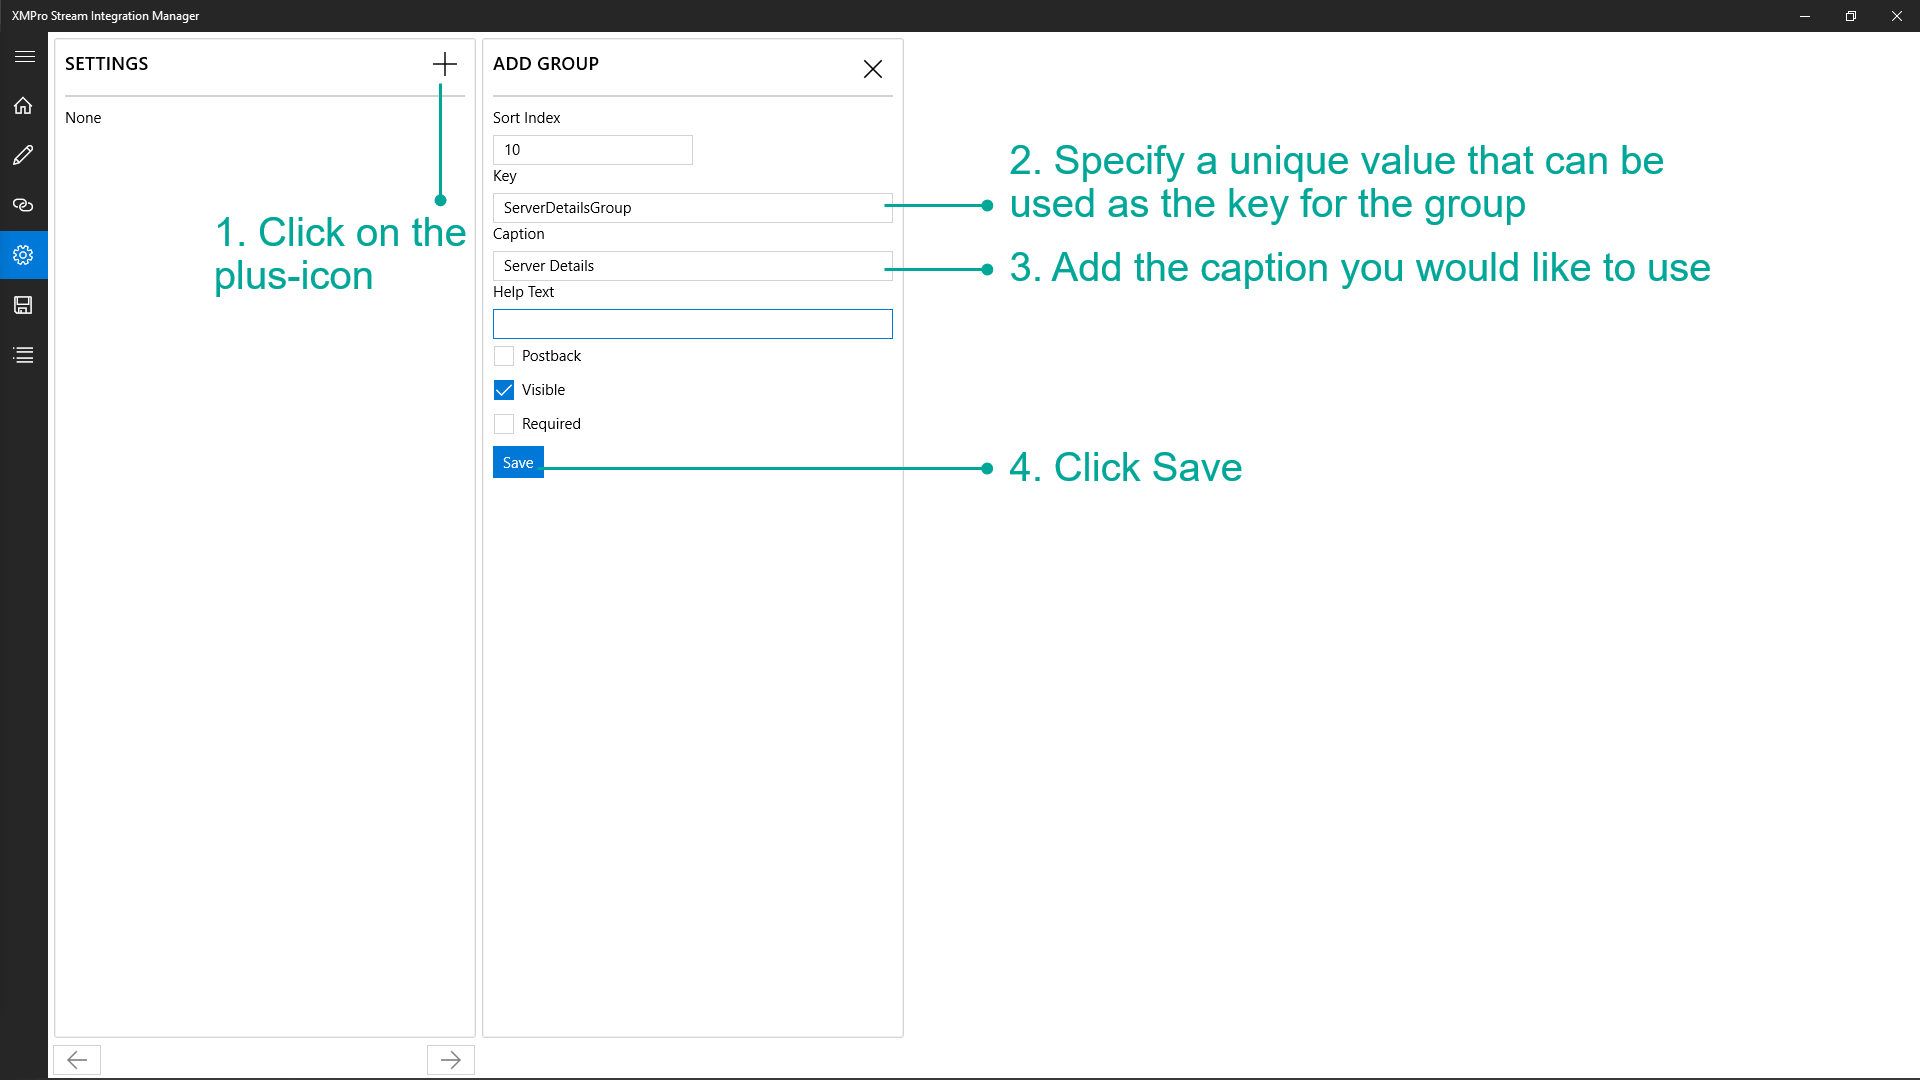 XMPro Stream Integration Manager
SETTINGS
None
1. Click on the
plus-icon
ADD GROUP
Sort Index
10
Key
ServerDetailsGroup
Caption
Server Details
Help Text
Postback
Visible
Required
Save
2. Specify a unique value that can be
used as the key for the group
3. Add the caption you would like to use
4. Click Save